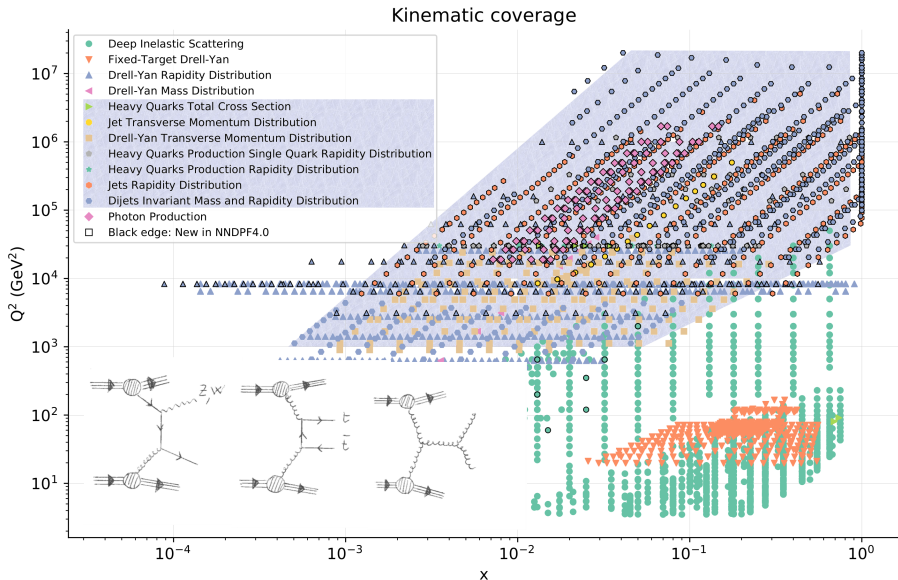 Kinematic coverage
Deep Inelastic Scattering
Fixed-Target Drell-Yan
Drell-Yan Rapidity Distribution
Drell-Yan Mass Distribution
Heavy Quarks Total Cross Section
Jet Transverse Momentum Distribution
Drell-Yan Transverse Momentum Distribution
Heavy Quarks Production Single Quark Rapidity Distribution
Heavy Quarks Production Rapidity Distribution
Jets Rapidity Distribution
Dijets Invariant Mass and Rapidity Distribution
Photon Production
Black edge: New in NNDPF4.0
Q² (GeV²)
10⁷
10⁶
10⁵
10⁴
10³
10²
10¹
z,w
t
t̄
10⁻⁴
10⁻³
10⁻²
10⁻¹
10⁰
x